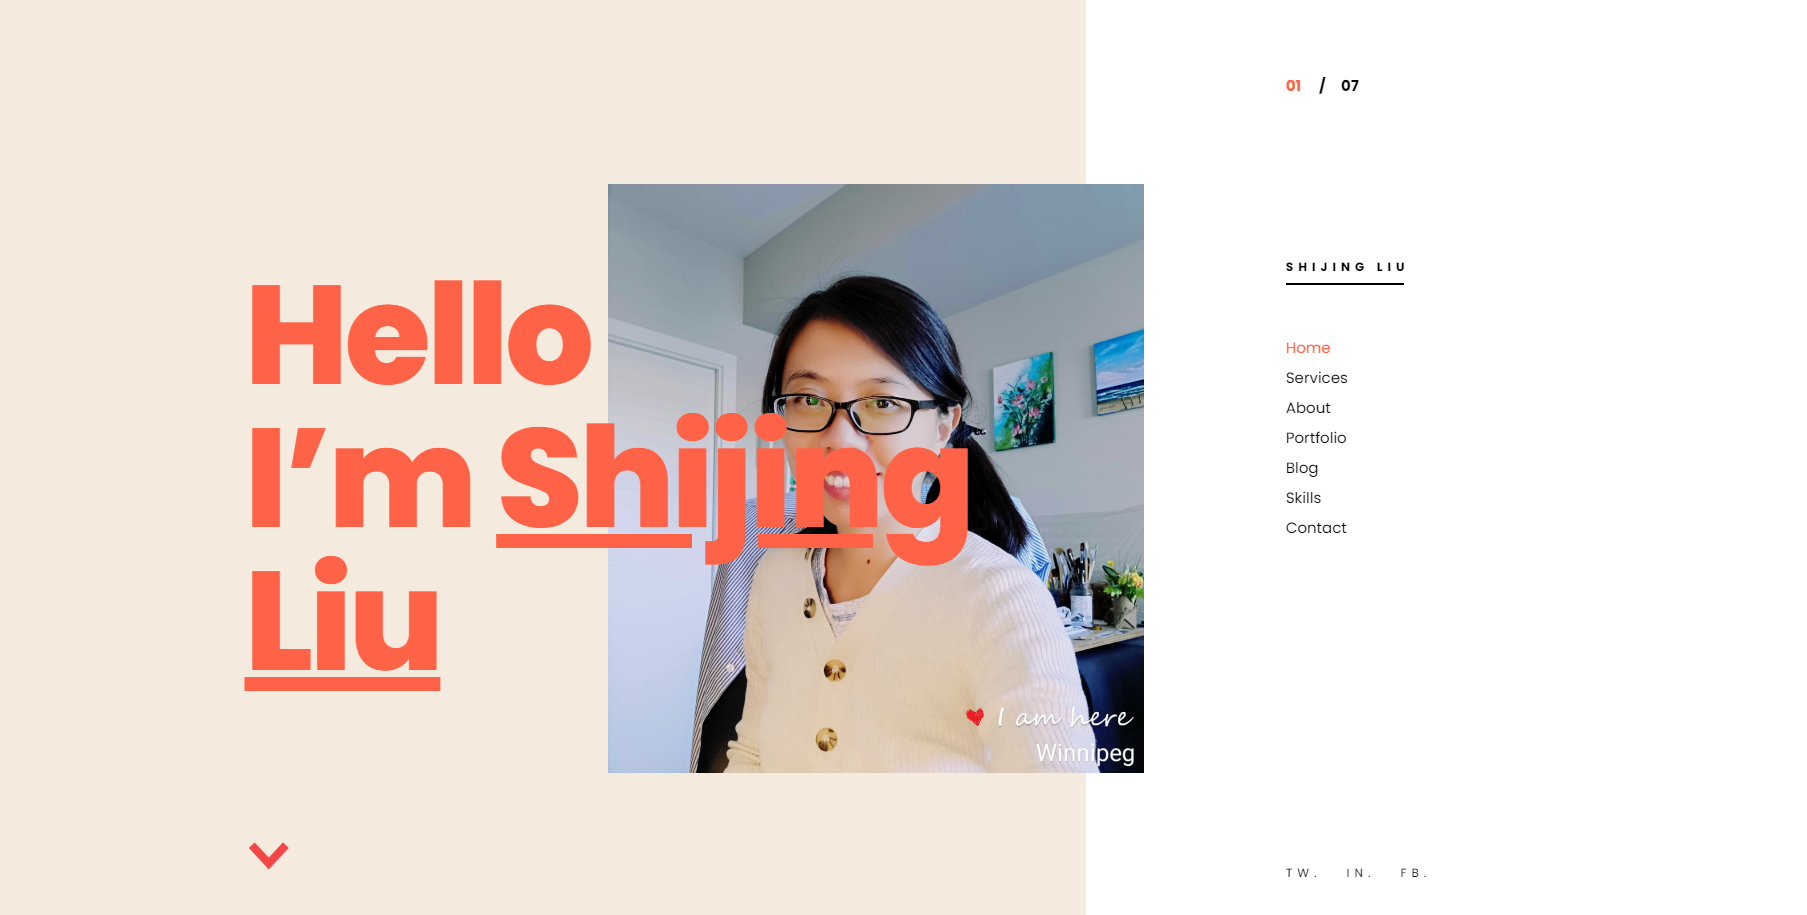 Hello
I’m Shijing
Liu
I am here
Winnipeg
01 / 07
SHIJING LIU
Home
Services
About
Portfolio
Blog
Skills
Contact
TW. IN. FB.